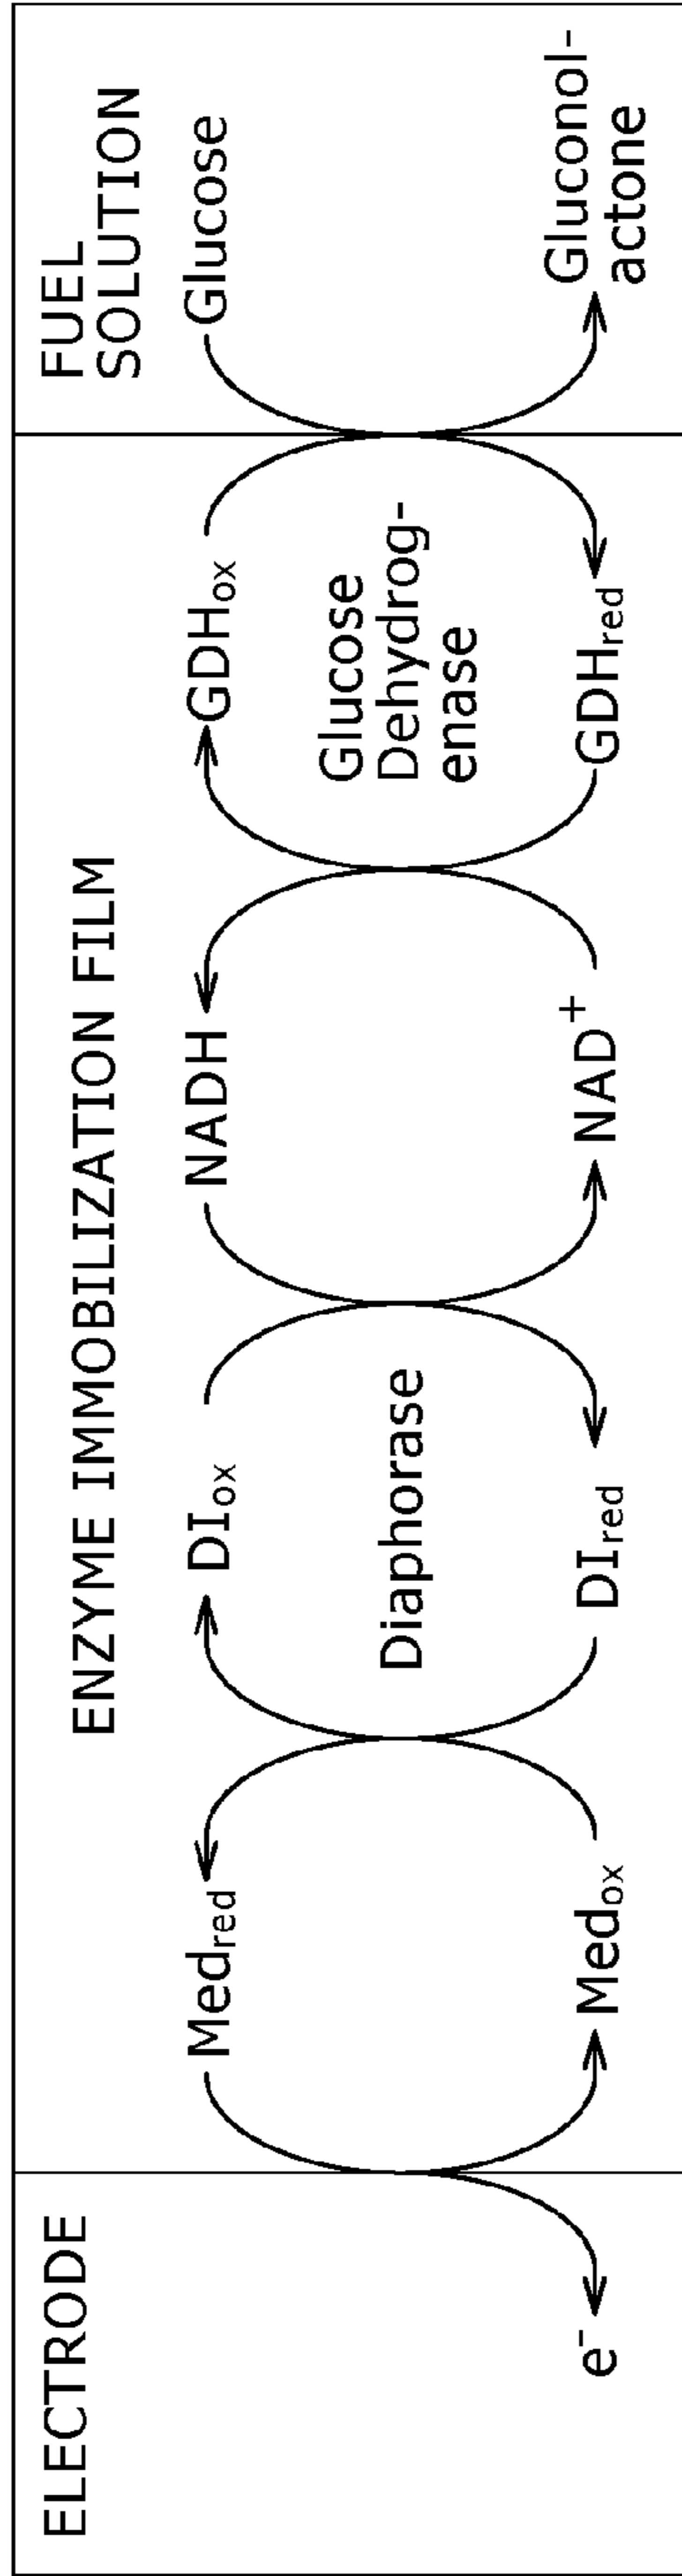 ELECTRODE
ENZYME IMMOBILIZATION FILM
FUEL
SOLUTION
Medred
DIox
NADH
GDHox
Glucose
Diaphorase
Glucose
Dehydrog-
enase
e-
Medox
DIred
NAD+
GDHred
Gluconol-
actone